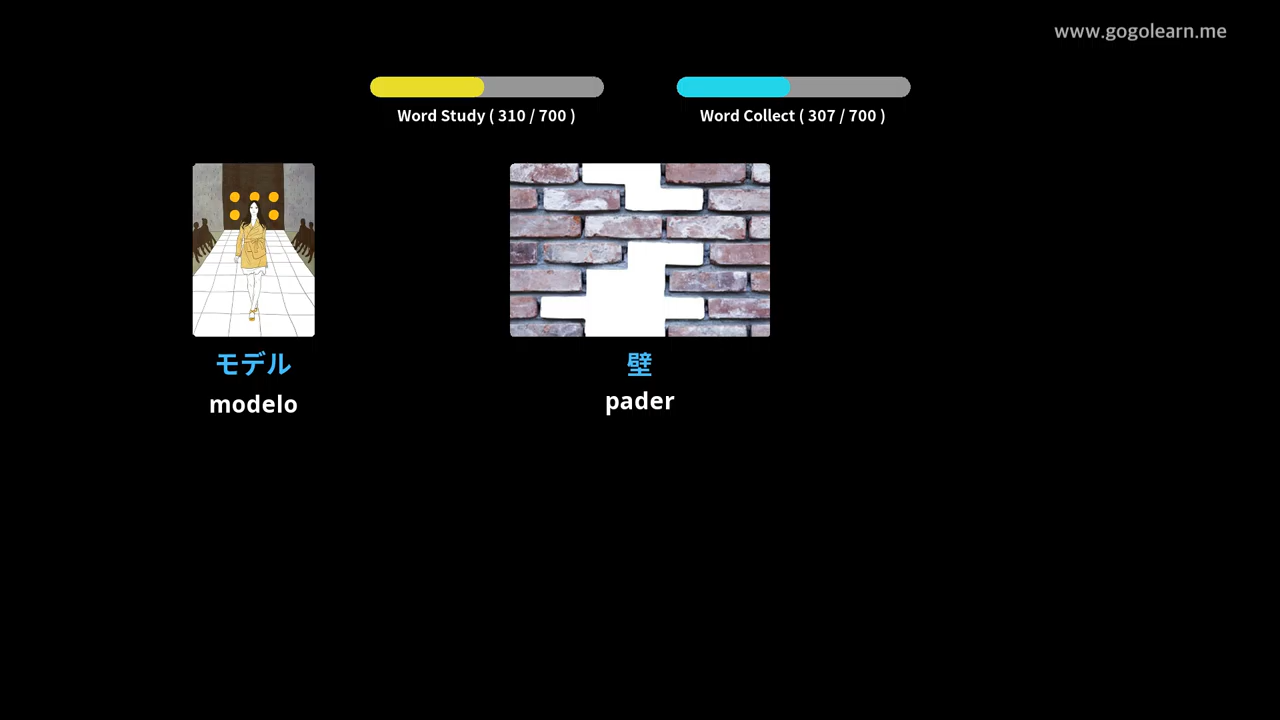 www.gogolearn.me
Word Study ( 310 / 700 )
Word Collect ( 307 / 700 )
モデル
modelo
壁
pader